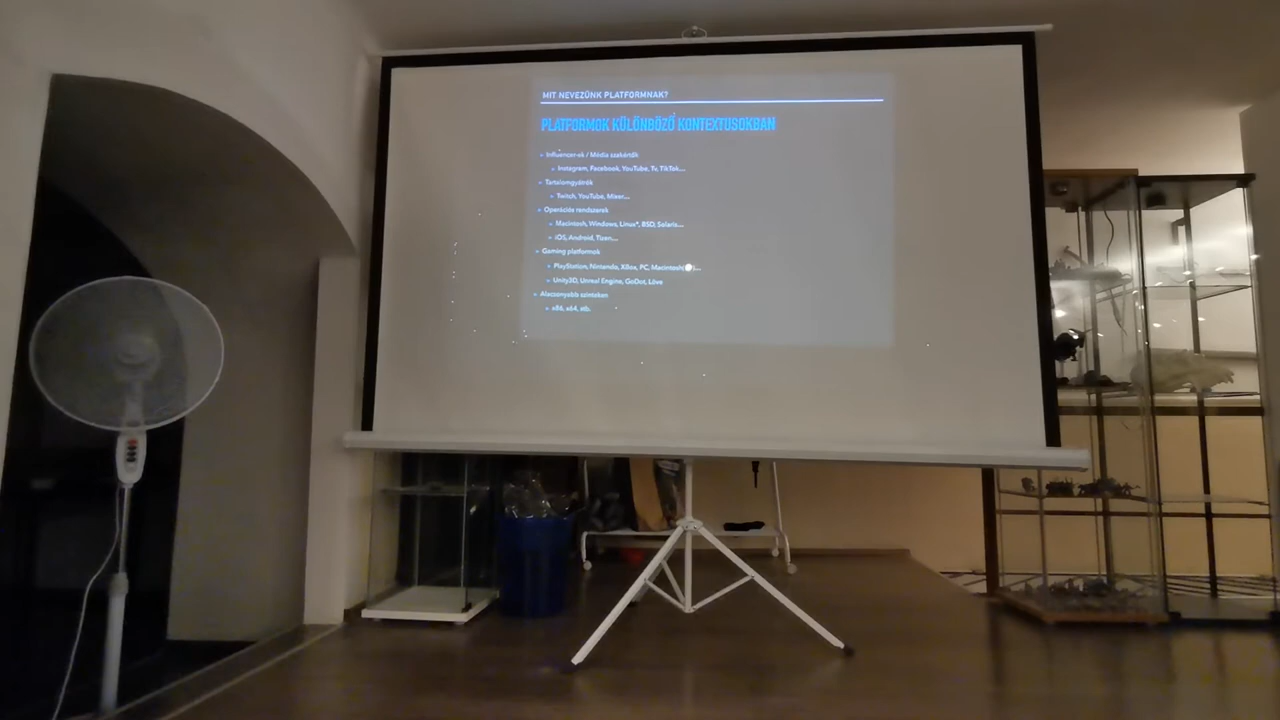 MIT NEVEZÜNK PLATFORMNAK?
PLATFORMOK KÜLÖNBÖZŐ KONTEXTUSOKBAN
Influencer-ek / Média szakértők
Instagram, Facebook, YouTube, Tv, TikTok...
Tartalomgyártók
Twitch, YouTube, Mixer...
Operációs rendszerek
Macintosh, Windows, Linux*, BSD, Solaris...
iOS, Android, Tizen...
Gaming platformok
PlayStation, Nintendo, XBox, PC, Macintosh
Unity3D, Unreal Engine, GoDot, Löve
Alacsonyabb szinteken
x86, x64, stb.